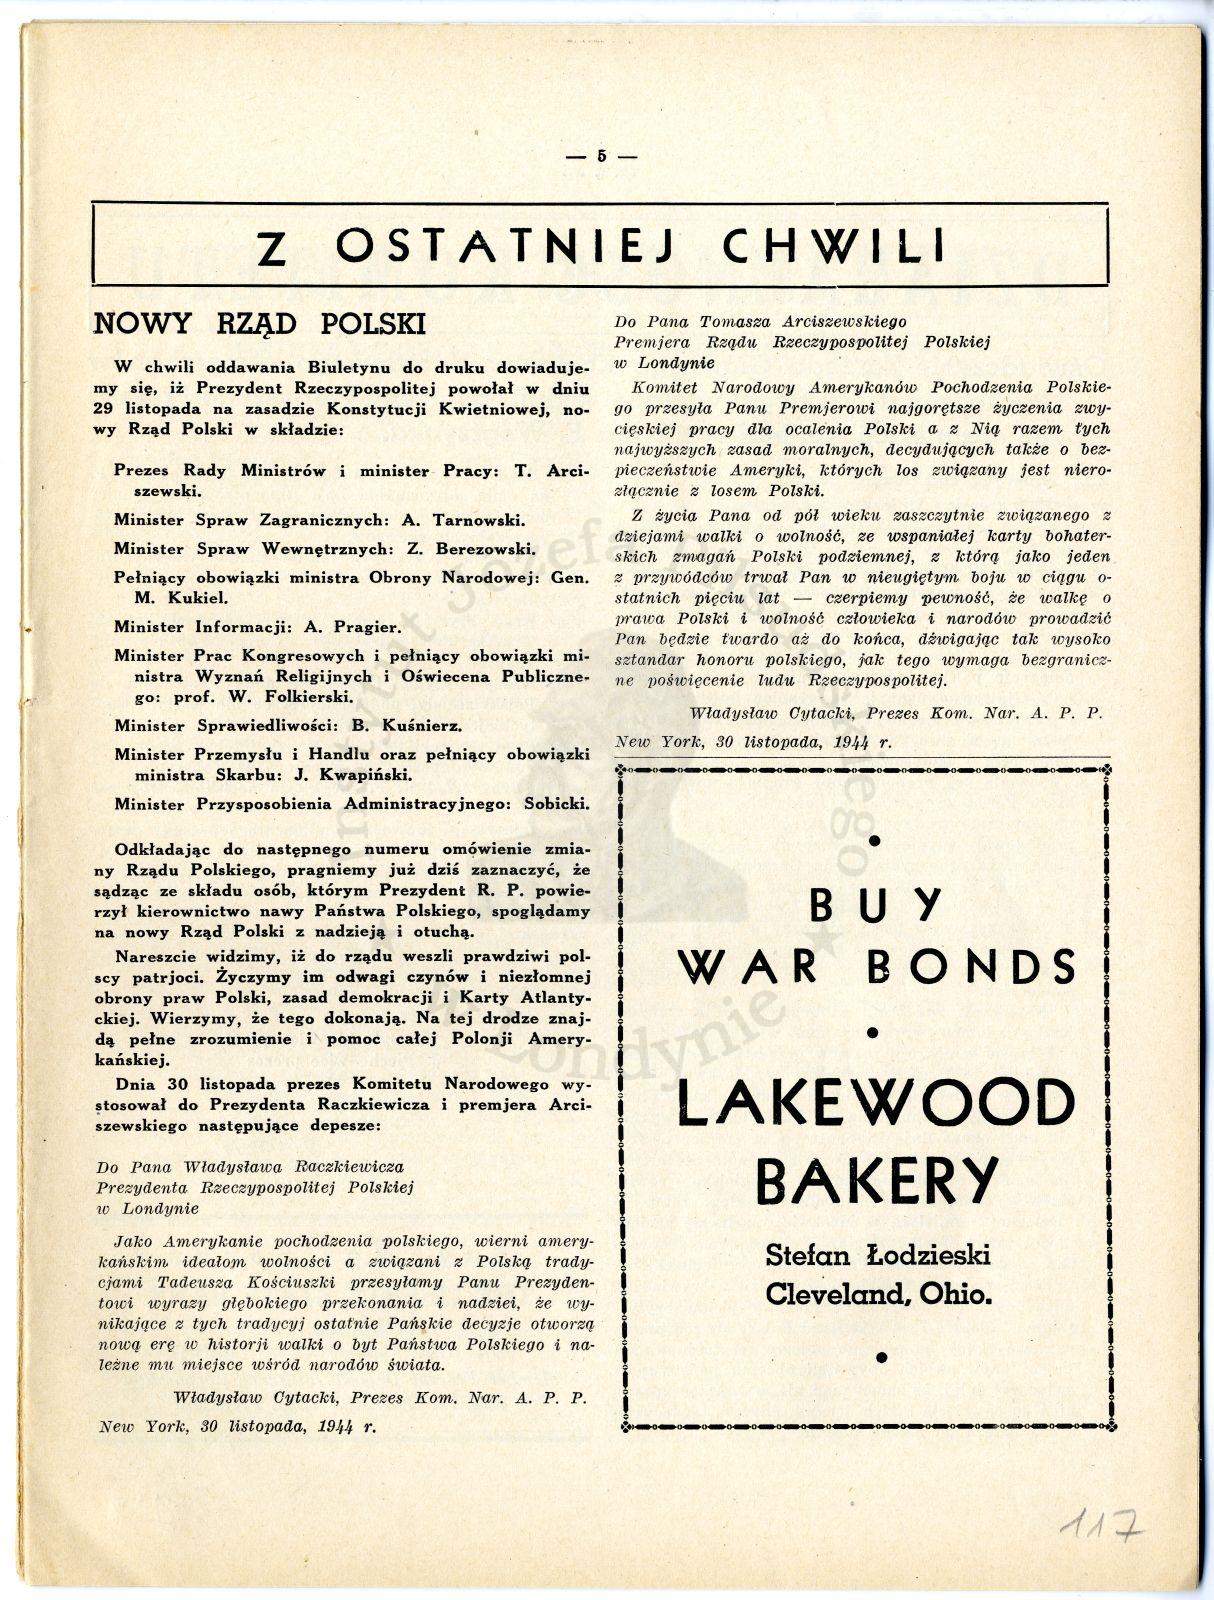 — 5 —
Z OSTATNIEJ CHWILI
NOWY RZĄD POLSKI
W chwili oddawania Biuletynu do druku dowiaduje-
my się, iż Prezydent Rzeczypospolitej powołał w dniu
29 listopada na zasadzie Konstytucji Kwietniowej, no-
wy Rząd Polski w składzie:
Prezes Rady Ministrów i minister Pracy: T. Arci-
szewski.
Minister Spraw Zagranicznych: A. Tarnowski.
Minister Spraw Wewnętrznych: Z. Berezowski.
Pełniący obowiązki ministra Obrony Narodowej: Gen.
M. Kukiel.
Minister Informacji: A. Pragier.
Minister Prac Kongresowych i pełniący obowiązki mi-
nistra Wyznań Religijnych i Oświecena Publiczne-
go: prof. W. Folkierski.
Minister Sprawiedliwości: B. Kuśnierz.
Minister Przemysłu i Handlu oraz pełniący obowiązki
ministra Skarbu: J. Kwapiński.
Minister Przysposobienia Administracyjnego: Sobicki.
Odkładając do następnego numeru omówienie zmia-
ny Rządu Polskiego, pragniemy już dziś zaznaczyć, że
sądząc ze składu osób, którym Prezydent R. P. powie-
rzył kierownictwo nawy Państwa Polskiego, spoglądamy
na nowy Rząd Polski z nadzieją i otuchą.
Nareszcie widzimy, iż do rządu weszli prawdziwi pol-
scy patrjoci. Życzymy im odwagi czynów i niezłomnej
obrony praw Polski, zasad demokracji i Karty Atlanty-
ckiej. Wierzymy, że tego dokonają. Na tej drodze znaj-
dą pełne zrozumienie i pomoc całej Polonji Amery-
kańskiej.
Dnia 30 listopada prezes Komitetu Narodowego wy-
stosował do Prezydenta Raczkiewicza i premjera Arci-
szewskiego następujące depesze:
Do Pana Władysława Raczkiewicza
Prezydenta Rzeczypospolitej Polskiej
w Londynie
Jako Amerykanie pochodzenia polskiego, wierni amery-
kańskim ideałom wolności a związani z Polską trady-
cjami Tadeusza Kościuszki przesyłamy Panu Prezyden-
towi wyrazy głębokiego przekonania i nadziei, że wy-
nikające z tych tradycyj ostatnie Pańskie decyzje otworzą
nową erę w historji walki o byt Państwa Polskiego i na-
leżne mu miejsce wśród narodów świata.
Władysław Cytacki, Prezes Kom. Nar. A. P. P.
New York, 30 listopada, 1944 r.
Do Pana Tomasza Arciszewskiego
Premjera Rządu Rzeczypospolitej Polskiej
w Londynie
Komitet Narodowy Amerykanów Pochodzenia Polskie-
go przesyła Panu Premjerowi najgorętsze życzenia zwy-
cięskiej pracy dla ocalenia Polski a z Nią razem tych
najwyższych zasad moralnych, decydujących także o bez-
pieczeństwie Ameryki, których los związany jest niero-
złącznie z losem Polski.
Z życia Pana od pół wieku zaszczytnie związanego z
dziejami walki o wolność, ze wspaniałej karty bohater-
skich zmagań Polski podziemnej, z którą jako jeden
z przywódców trwał Pan w nieugiętym boju w ciągu o-
statnich pięciu lat — czerpiemy pewność, że walkę o
prawa Polski i wolność człowieka i narodów prowadzić
Pan będzie twardo aż do końca, dźwigając tak wysoko
sztandar honoru polskiego, jak tego wymaga bezgranicz-
ne poświęcenie ludu Rzeczypospolitej.
Władysław Cytacki, Prezes Kom. Nar. A. P. P.
New York, 30 listopada, 1944 r.
BUY
WAR BONDS
LAKEWOOD
BAKERY
Stefan Łodzieski
Cleveland, Ohio.
117